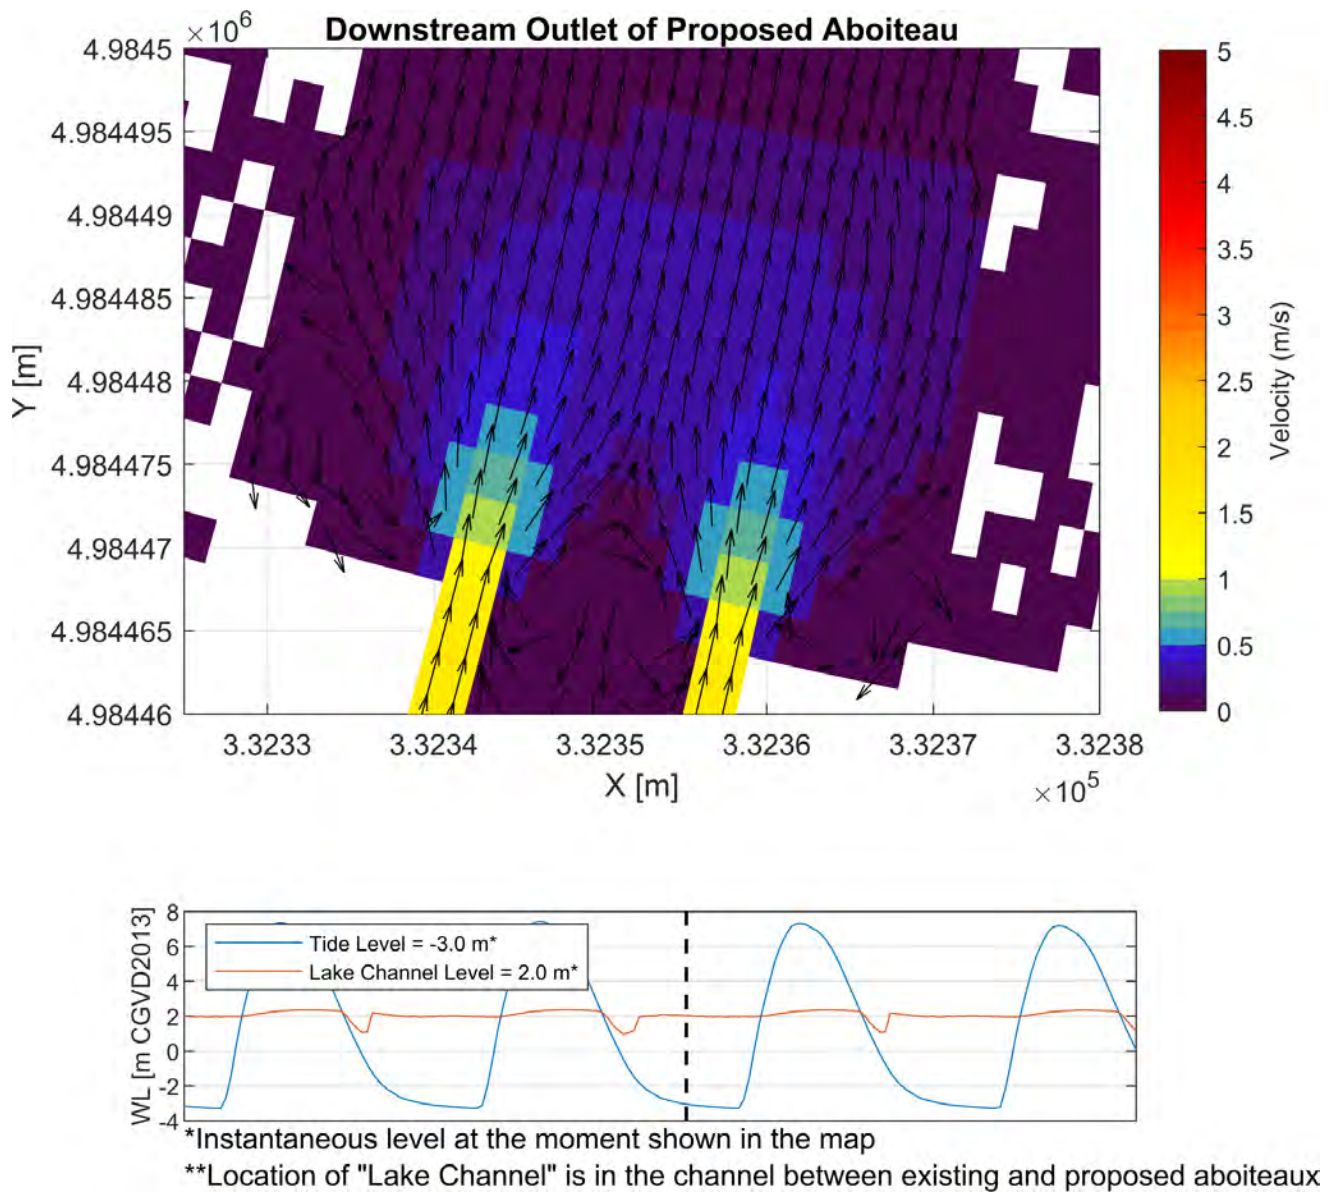 Downstream Outlet of Proposed Aboiteau
×10^6
4.9845
4.984495
4.98449
4.984485
4.98448
4.984475
4.98447
4.984465
4.98446
Y [m]
3.3233 3.3234 3.3235 3.3236 3.3237 3.3238
X [m]
×10^5
5
4.5
4
3.5
3
2.5
2
1.5
1
0.5
0
Velocity (m/s)
8
6
4
2
0
-2
-4
WL [m CGVD2013]
Tide Level = -3.0 m*
Lake Channel Level = 2.0 m*
*Instantaneous level at the moment shown in the map
**Location of "Lake Channel" is in the channel between existing and proposed aboiteaux